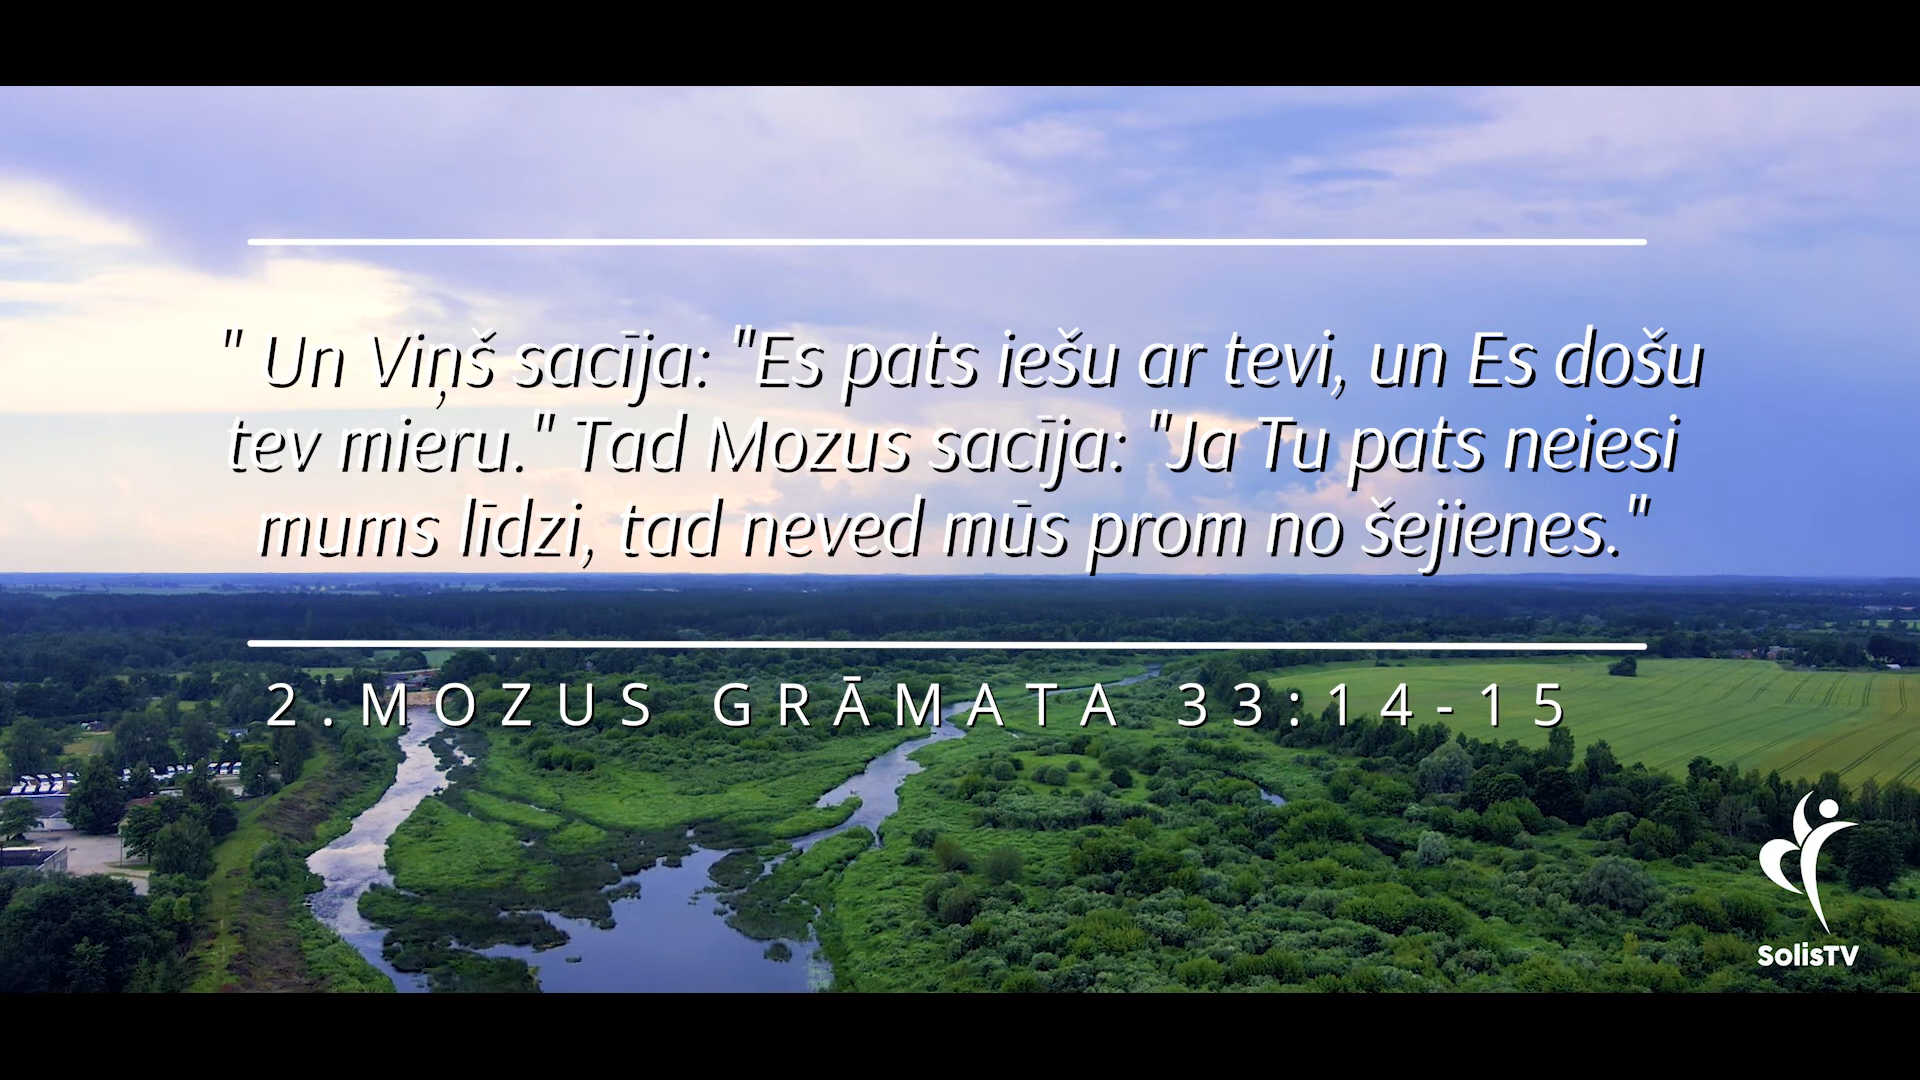 " Un Viņš sacīja: "Es pats iešu ar tevi, un Es došu
tev mieru." Tad Mozus sacīja: "Ja Tu pats neiesi
mums līdzi, tad neved mūs prom no šejienes."
2.MOZUS GRĀMATA 33:14-15
SolisTV